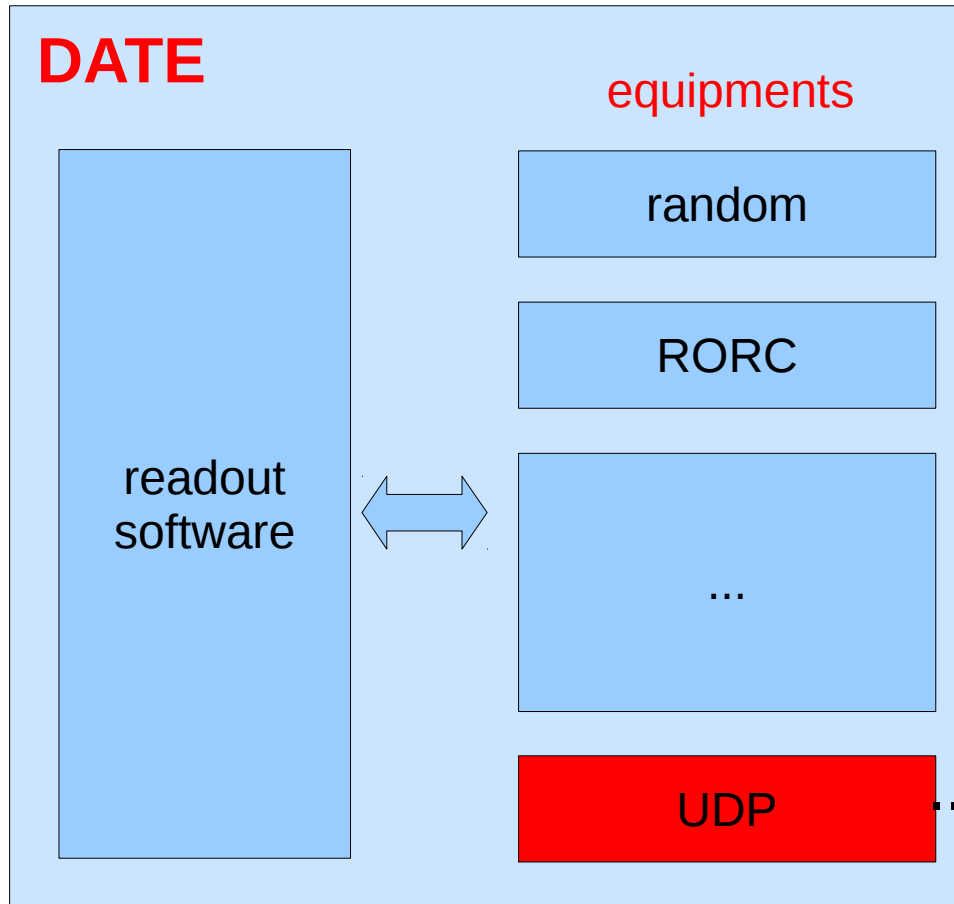 DATE
equipments
random
RORC
readout
software
...
UDP